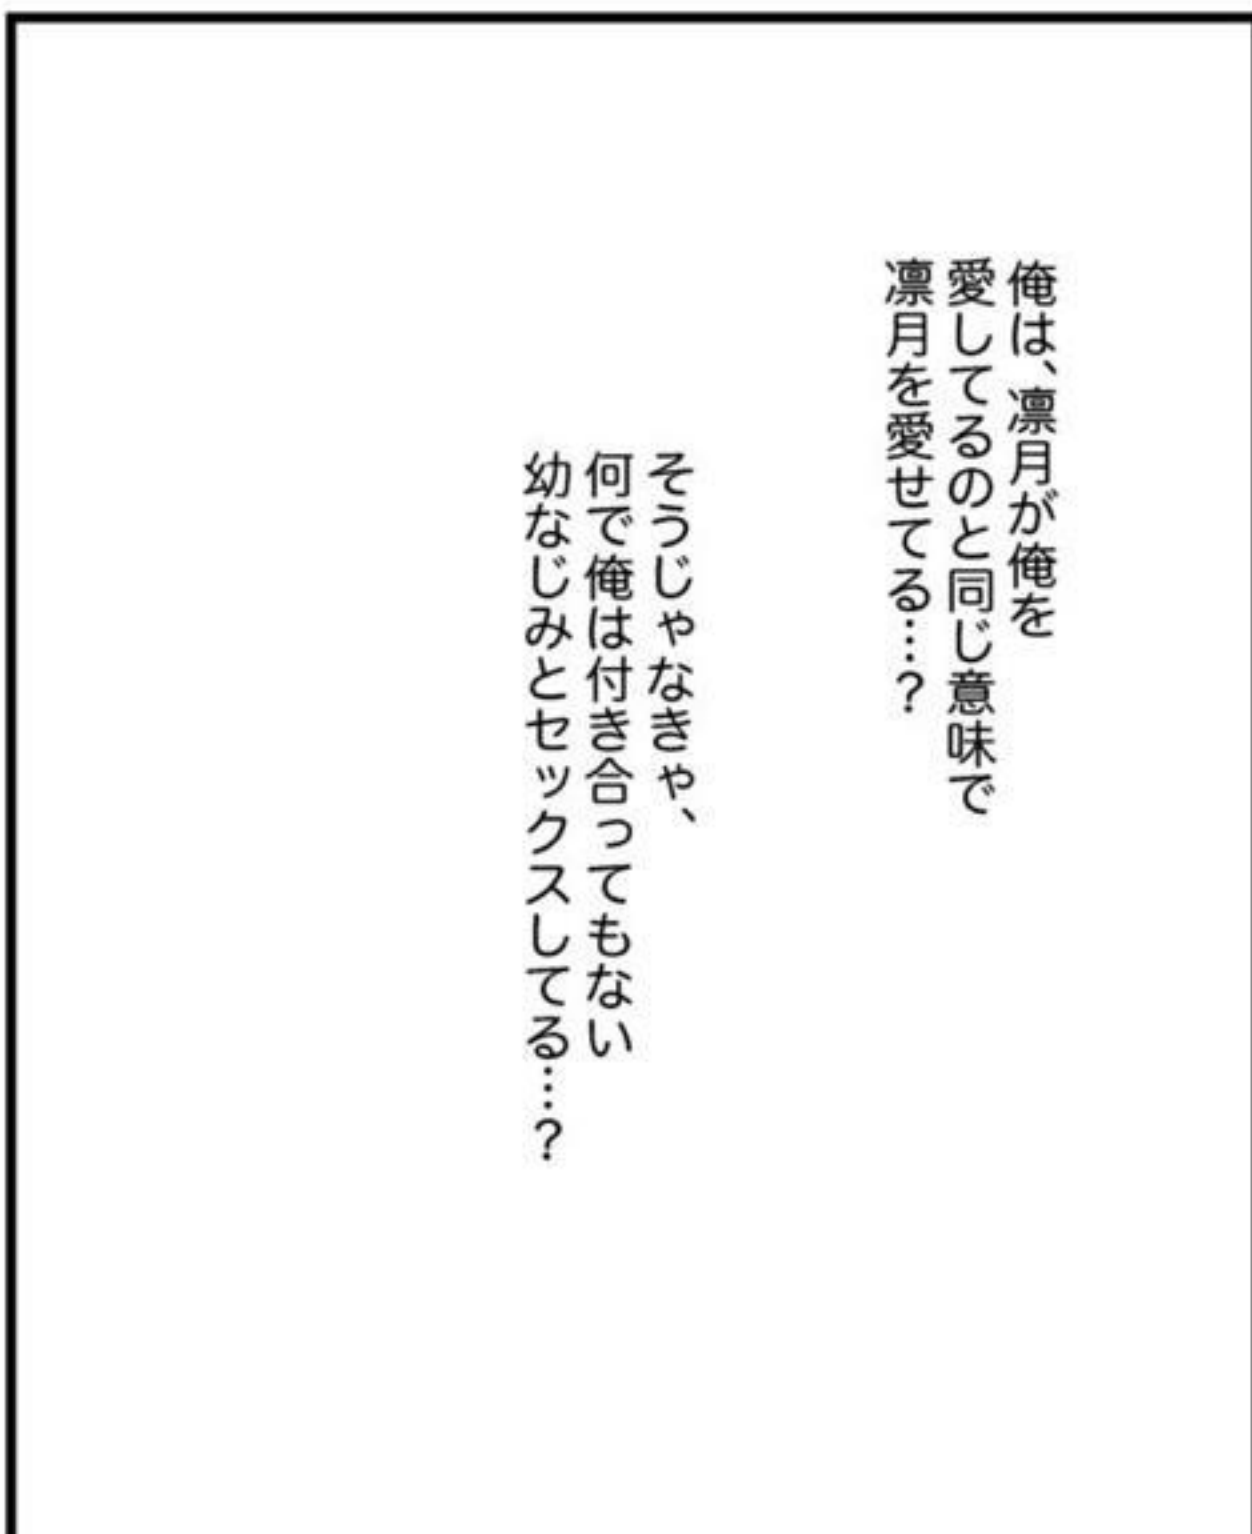 俺は、凛月が俺を
愛してるのと同じ意味で
凛月を愛せてる…？
そうじゃなきゃ、
何で俺は付き合ってもない
幼なじみとセックスしてる…？